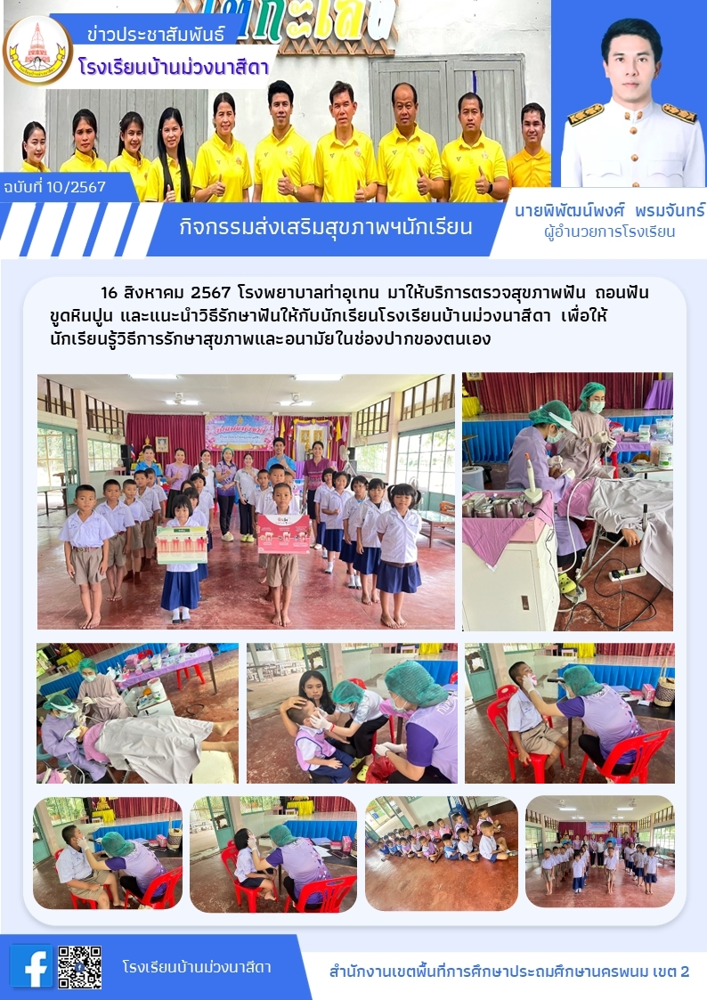 ข่าวประชาสัมพันธ์
โรงเรียนบ้านม่วงนาสีดา
ฉบับที่ 10/2567
กิจกรรมส่งเสริมสุขภาพฯนักเรียน
นายพิพัฒน์พงศ์ พรมจันทร์
ผู้อำนวยการโรงเรียน
16 สิงหาคม 2567 โรงพยาบาลท่าอุเทน มาให้บริการตรวจสุขภาพฟัน ถอนฟัน
ขูดหินปูน และแนะนำวิธีรักษาฟันให้กับนักเรียนโรงเรียนบ้านม่วงนาสีดา เพื่อให้
นักเรียนรู้วิธีการรักษาสุขภาพและอนามัยในช่องปากของตนเอง
โรงเรียนบ้านม่วงนาสีดา
สำนักงานเขตพื้นที่การศึกษาประถมศึกษานครพนม เขต 2